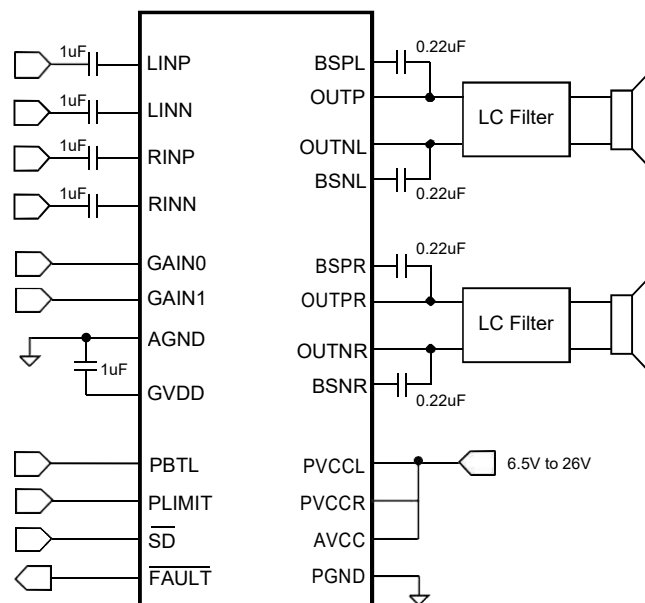 1uF
LINP
BSPL
0.22uF
1uF
LINN
OUTP
LC Filter
1uF
RINP
OUTNL
1uF
RINN
BSNL
0.22uF
GAIN0
BSPR
0.22uF
GAIN1
OUTPR
LC Filter
AGND
OUTNR
1uF
GVDD
BSNR
0.22uF
PBTL
PVCCL
6.5V to 26V
PLIMIT
PVCCR
SD
AVCC
FAULT
PGND